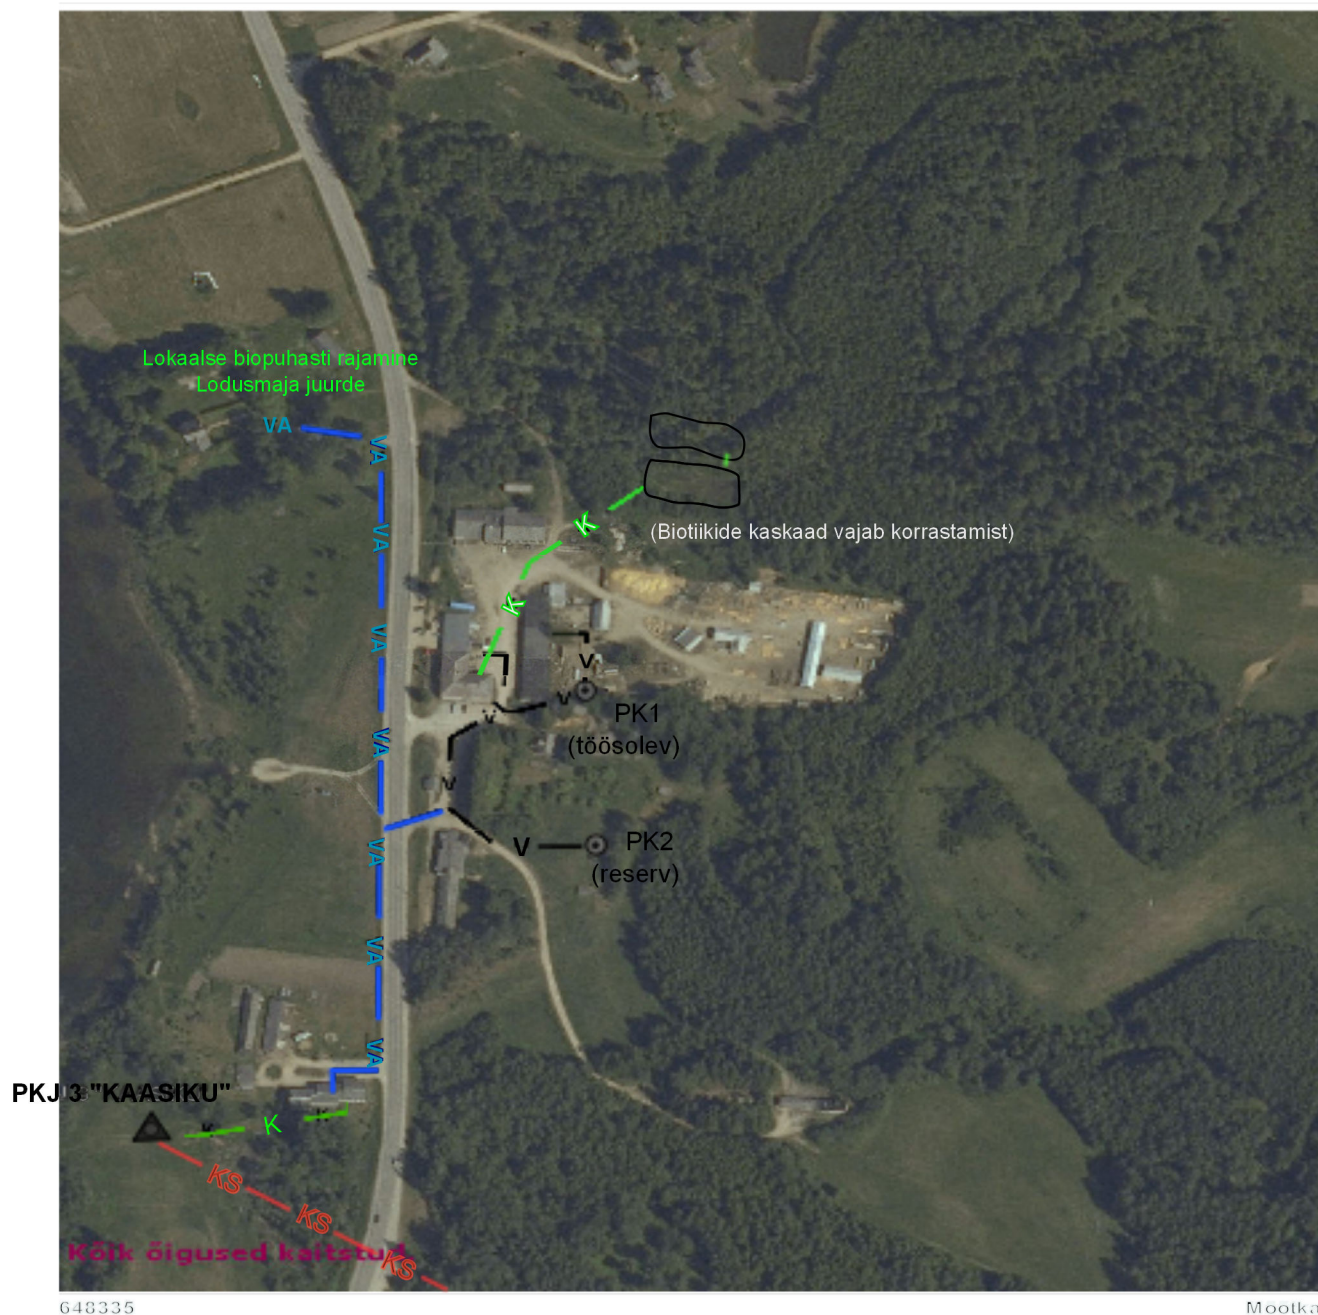 Lokaalse biopuhasti rajamine
Lodusmaja juurde
VA
VA
VA
K
(Biotiikide kaskaad vajab korrastamist)
K
VA
V
V
PK1
V
VA
(töösolev)
V
VA
V
PK2
(reserv)
VA
VA
PKJ 3 "KAASIKU"
K
K
K
KS
KS
Kõik õigused kaitstud
KS
648335
Mootka